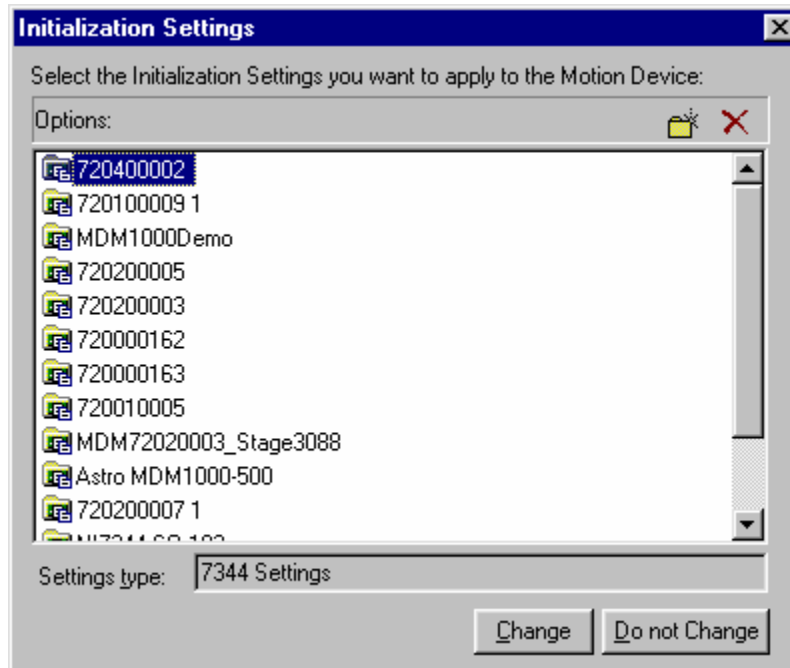 Initialization Settings
Select the Initialization Settings you want to apply to the Motion Device:
Options:
720400002
720100009 1
MDM1000Demo
720200005
720200003
720000162
720000163
720010005
MDM72020003_Stage3088
Astro MDM1000-500
720200007 1
Settings type: 7344 Settings
Change Do not Change